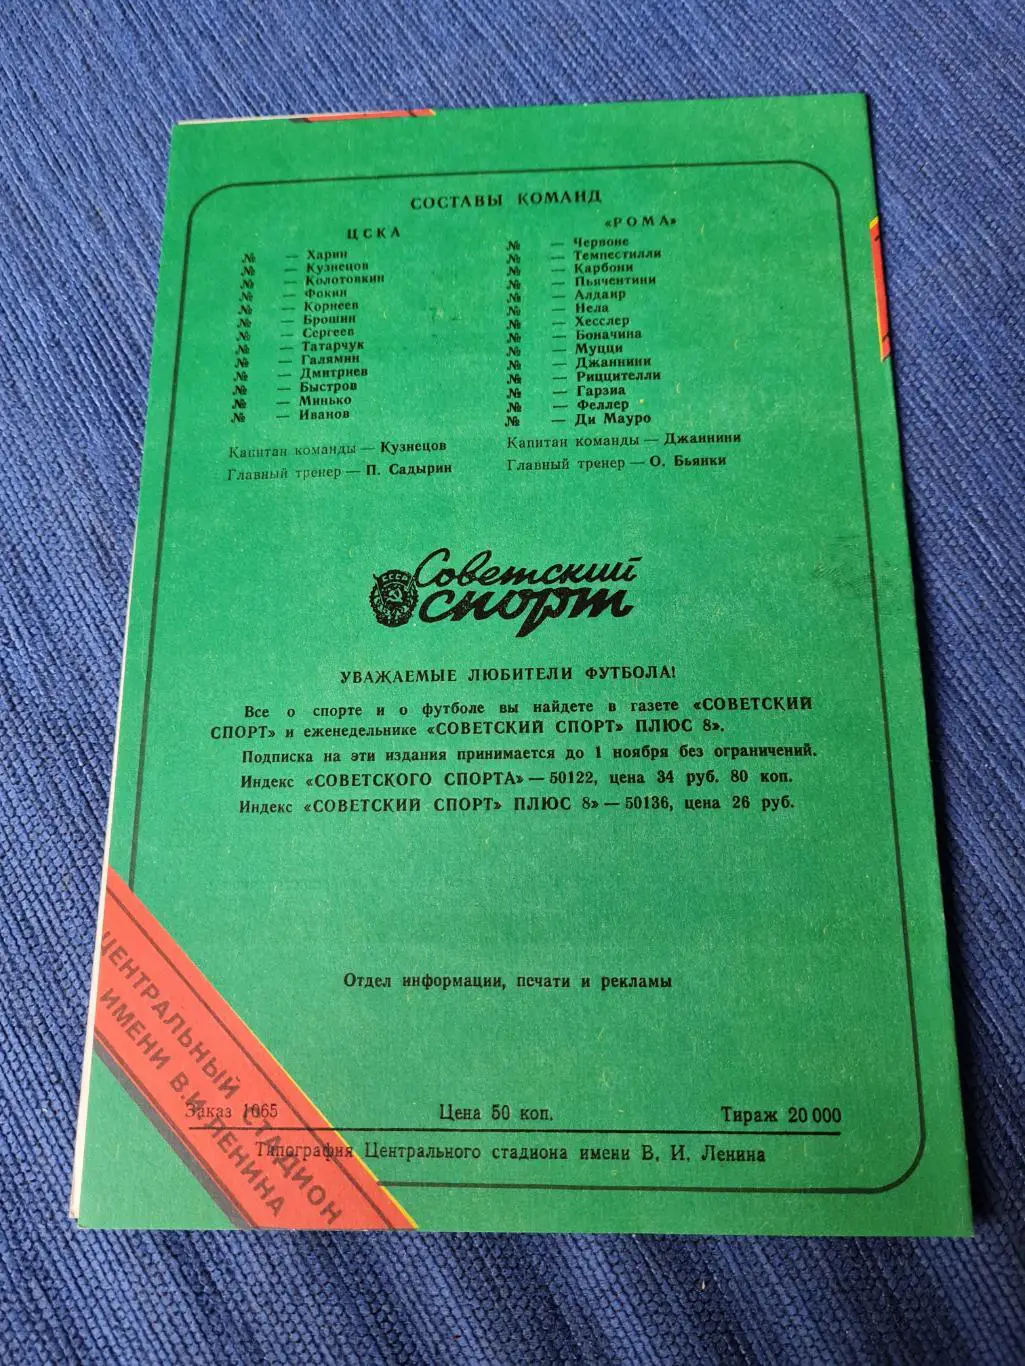 СОСТАВЫ КОМАНД
ЦСКА
№ — Харин
№ — Кузнецов
№ — Колотовкин
№ — Фокин
№ — Корнеев
№ — Брошин
№ — Сергеев
№ — Татарчук
№ — Галямин
№ — Дмитриев
№ — Быстров
№ — Минько
№ — Иванов
Капитан команды — Кузнецов
Главный тренер — П. Садырин
«РОМА»
№ — Червоне
№ — Темпестилли
№ — Карбони
№ — Пьячентини
№ — Алдаир
№ — Нела
№ — Хесслер
№ — Боначина
№ — Муцци
№ — Джаннини
№ — Риццителли
№ — Гарзиа
№ — Феллер
№ — Ди Мауро
Капитан команды — Джаннини
Главный тренер — О. Бьянки
СССР
Советский
спорт
УВАЖАЕМЫЕ ЛЮБИТЕЛИ ФУТБОЛА!
Все о спорте и о футболе вы найдете в газете «СОВЕТСКИЙ
СПОРТ» и еженедельнике «СОВЕТСКИЙ СПОРТ» ПЛЮС 8».
Подписка на эти издания принимается до 1 ноября без ограничений.
Индекс «СОВЕТСКОГО СПОРТА» — 50122, цена 34 руб. 80 коп.
Индекс «СОВЕТСКИЙ СПОРТ» ПЛЮС 8» — 50136, цена 26 руб.
Отдел информации, печати и рекламы
ЦЕНТРАЛЬНЫЙ СТАДИОН
ИМЕНИ В.И.ЛЕНИНА
Заказ 1065 Цена 50 коп. Тираж 20 000
Типография Центрального стадиона имени В. И. Ленина